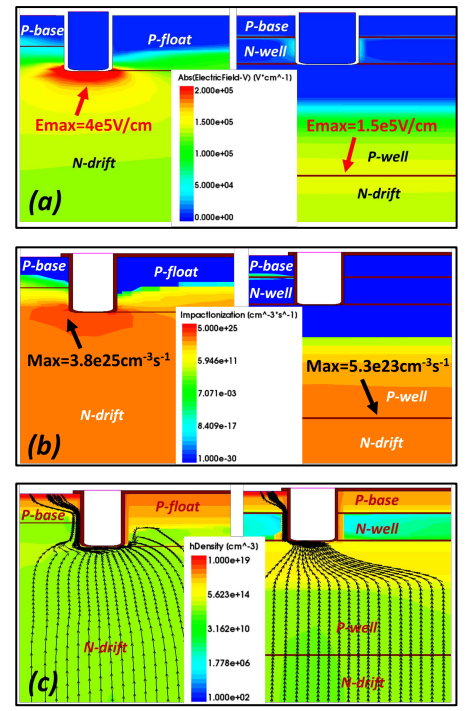 P-base
P-float
N-well
Abs(ElectricField-V) (V*cm^-1)
2.000e+05
Emax=4e5V/cm
1.500e+05
Emax=1.5e5V/cm
1.000e+05
P-well
N-drift
5.000e+04
N-drift
0.000e+00
(a)
P-base
P-float
P-base
N-well
ImpactIonization (cm^-3*s^-1)
5.000e+25
Max=3.8e25cm-3s-1
5.946e+11
Max=5.3e23cm-3s-1
7.071e-03
P-well
N-drift
8.409e-17
N-drift
1.000e-30
(b)
P-base
P-float
P-base
N-well
hDensity (cm^-3)
1.000e+19
5.623e+14
3.162e+10
P-well
N-drift
1.778e+06
N-drift
1.000e+02
(c)